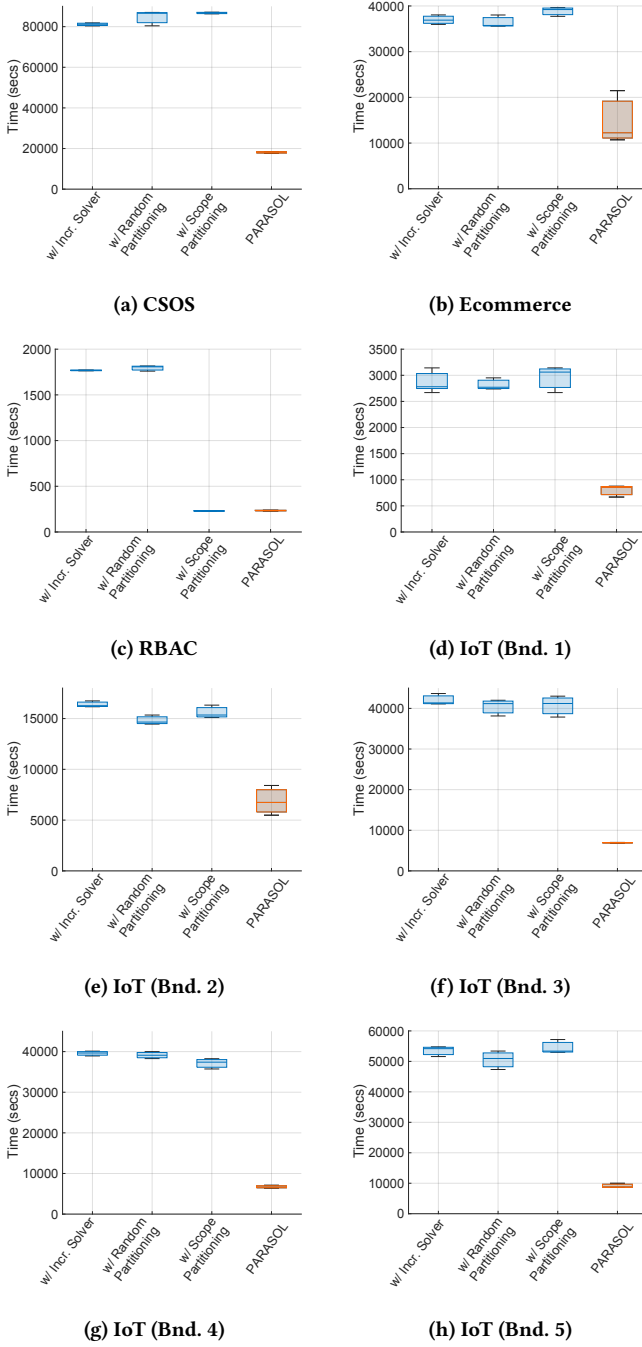 80000
60000
40000
20000
0
Time (secs)
w/ Incr. Solver
w/ Random
Partitioning
w/ Scope
Partitioning
PARASOL
(a) CSOS
40000
30000
20000
10000
0
Time (secs)
w/ Incr. Solver
w/ Random
Partitioning
w/ Scope
Partitioning
PARASOL
(b) Ecommerce
2000
1500
1000
500
0
Time (secs)
w/ Incr. Solver
w/ Random
Partitioning
w/ Scope
Partitioning
PARASOL
(c) RBAC
3500
3000
2500
2000
1500
1000
500
0
Time (secs)
w/ Incr. Solver
w/ Random
Partitioning
w/ Scope
Partitioning
PARASOL
(d) IoT (Bnd. 1)
15000
10000
5000
0
Time (secs)
w/ Incr. Solver
w/ Random
Partitioning
w/ Scope
Partitioning
PARASOL
(e) IoT (Bnd. 2)
40000
30000
20000
10000
0
Time (secs)
w/ Incr. Solver
w/ Random
Partitioning
w/ Scope
Partitioning
PARASOL
(f) IoT (Bnd. 3)
40000
30000
20000
10000
0
Time (secs)
w/ Incr. Solver
w/ Random
Partitioning
w/ Scope
Partitioning
PARASOL
(g) IoT (Bnd. 4)
60000
50000
40000
30000
20000
10000
0
Time (secs)
w/ Incr. Solver
w/ Random
Partitioning
w/ Scope
Partitioning
PARASOL
(h) IoT (Bnd. 5)